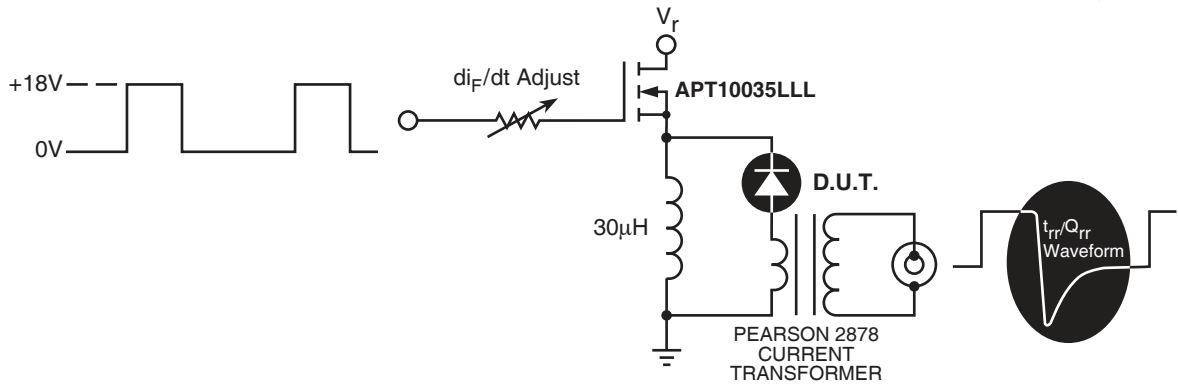 Vr
+18V
diF/dt Adjust
APT10035LLL
0V
D.U.T.
30μH
trr/Qrr
Waveform
PEARSON 2878
CURRENT
TRANSFORMER